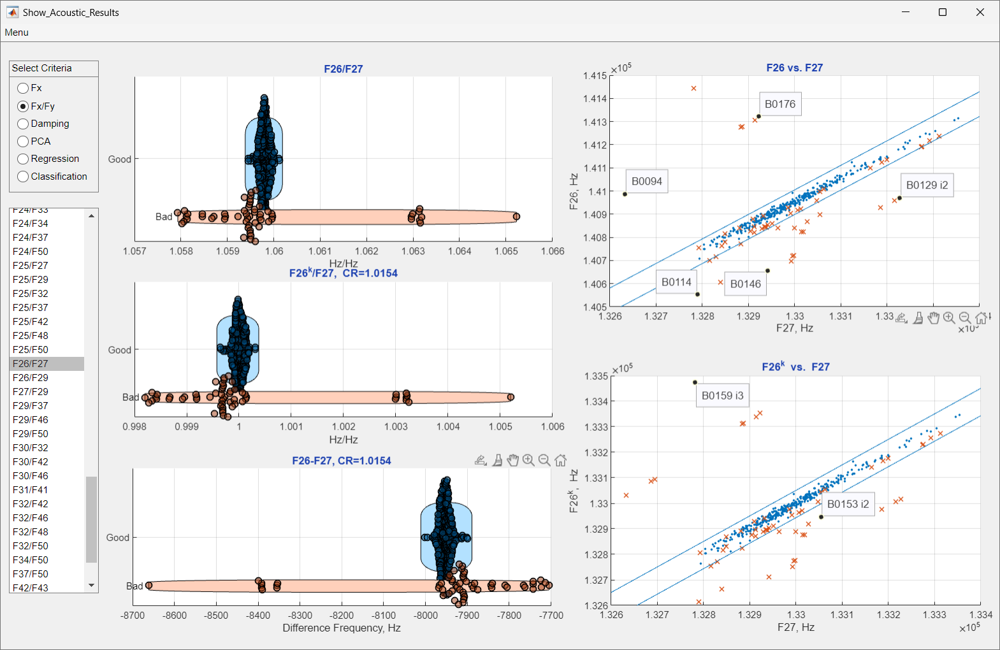 Show_Acoustic_Results
Menu
Select Criteria
Fx
Fx/Fy
Damping
PCA
Regression
Classification
F24/F33
F24/F34
F24/F37
F24/F50
F25/F27
F25/F29
F25/F32
F25/F37
F25/F42
F25/F48
F25/F50
F26/F27
F26/F29
F27/F29
F29/F37
F29/F46
F29/F50
F30/F32
F30/F42
F30/F46
F31/F41
F32/F42
F32/F46
F32/F48
F32/F50
F34/F50
F37/F50
F42/F43
F26/F27
Good
Bad
1.057 1.058 1.059 1.06 1.061 1.062 1.063 1.064 1.065 1.066
Hz/Hz
F26^k/F27, CR=1.0154
Good
Bad
0.998 0.999 1 1.001 1.002 1.003 1.004 1.005 1.006
Hz/Hz
F26-F27, CR=1.0154
Good
Bad
-8700 -8600 -8500 -8400 -8300 -8200 -8100 -8000 -7900 -7800 -7700
Difference Frequency, Hz
F26 vs. F27
×10^5
1.415
1.414
1.413
1.412
1.411
1.41
1.409
1.408
1.407
1.406
1.405
F26, Hz
B0176
B0094
B0129 i2
B0114
B0146
1.326 1.327 1.328 1.329 1.33 1.331 1.33
F27, Hz
F26^k vs. F27
×10^5
1.335
1.334
1.333
1.332
1.331
1.33
1.329
1.328
1.327
1.326
F26^k, Hz
B0159 i3
B0153 i2
1.326 1.327 1.328 1.329 1.33 1.331 1.332 1.333 1.334
F27, Hz
×10^5